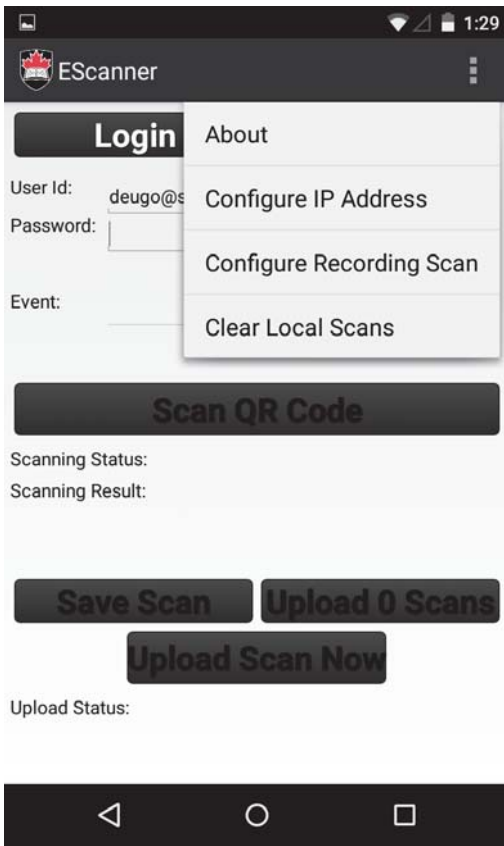 1:29
EScanner
Login
About
User Id:
deugo@s
Configure IP Address
Password:
Configure Recording Scan
Event:
Clear Local Scans
Scan QR Code
Scanning Status:
Scanning Result:
Save Scan
Upload 0 Scans
Upload Scan Now
Upload Status: